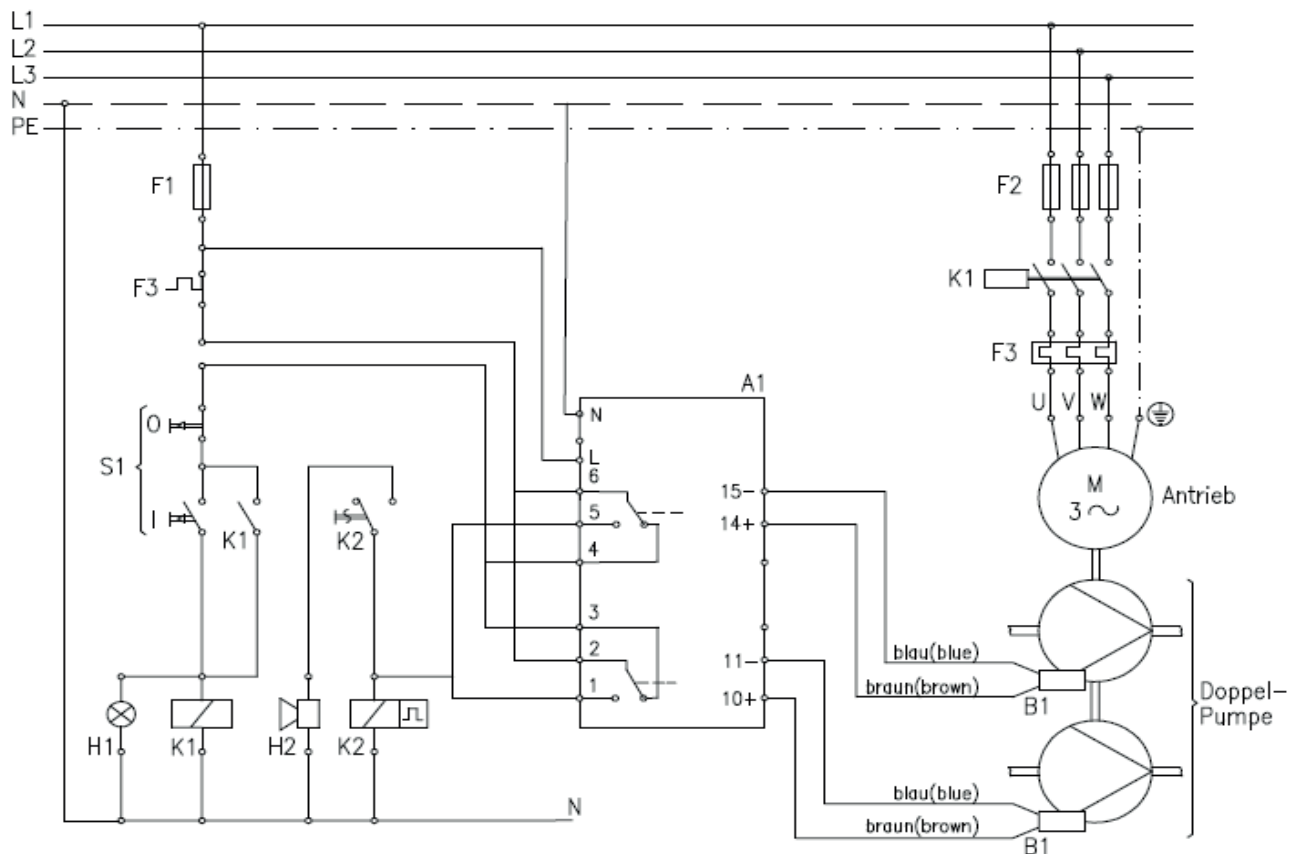 L1
L2
L3
N
PE
F1
F2
F3
K1
F3
A1
U V W
O
S1
N
L
6
M
3
Antrieb
15-
I
K1
K2
5
14+
4
3
blau(blue)
2
11-
braun(brown)
1
10+
B1
Doppel-
Pumpe
H1
K1
H2
K2
blau(blue)
N
braun(brown)
B1